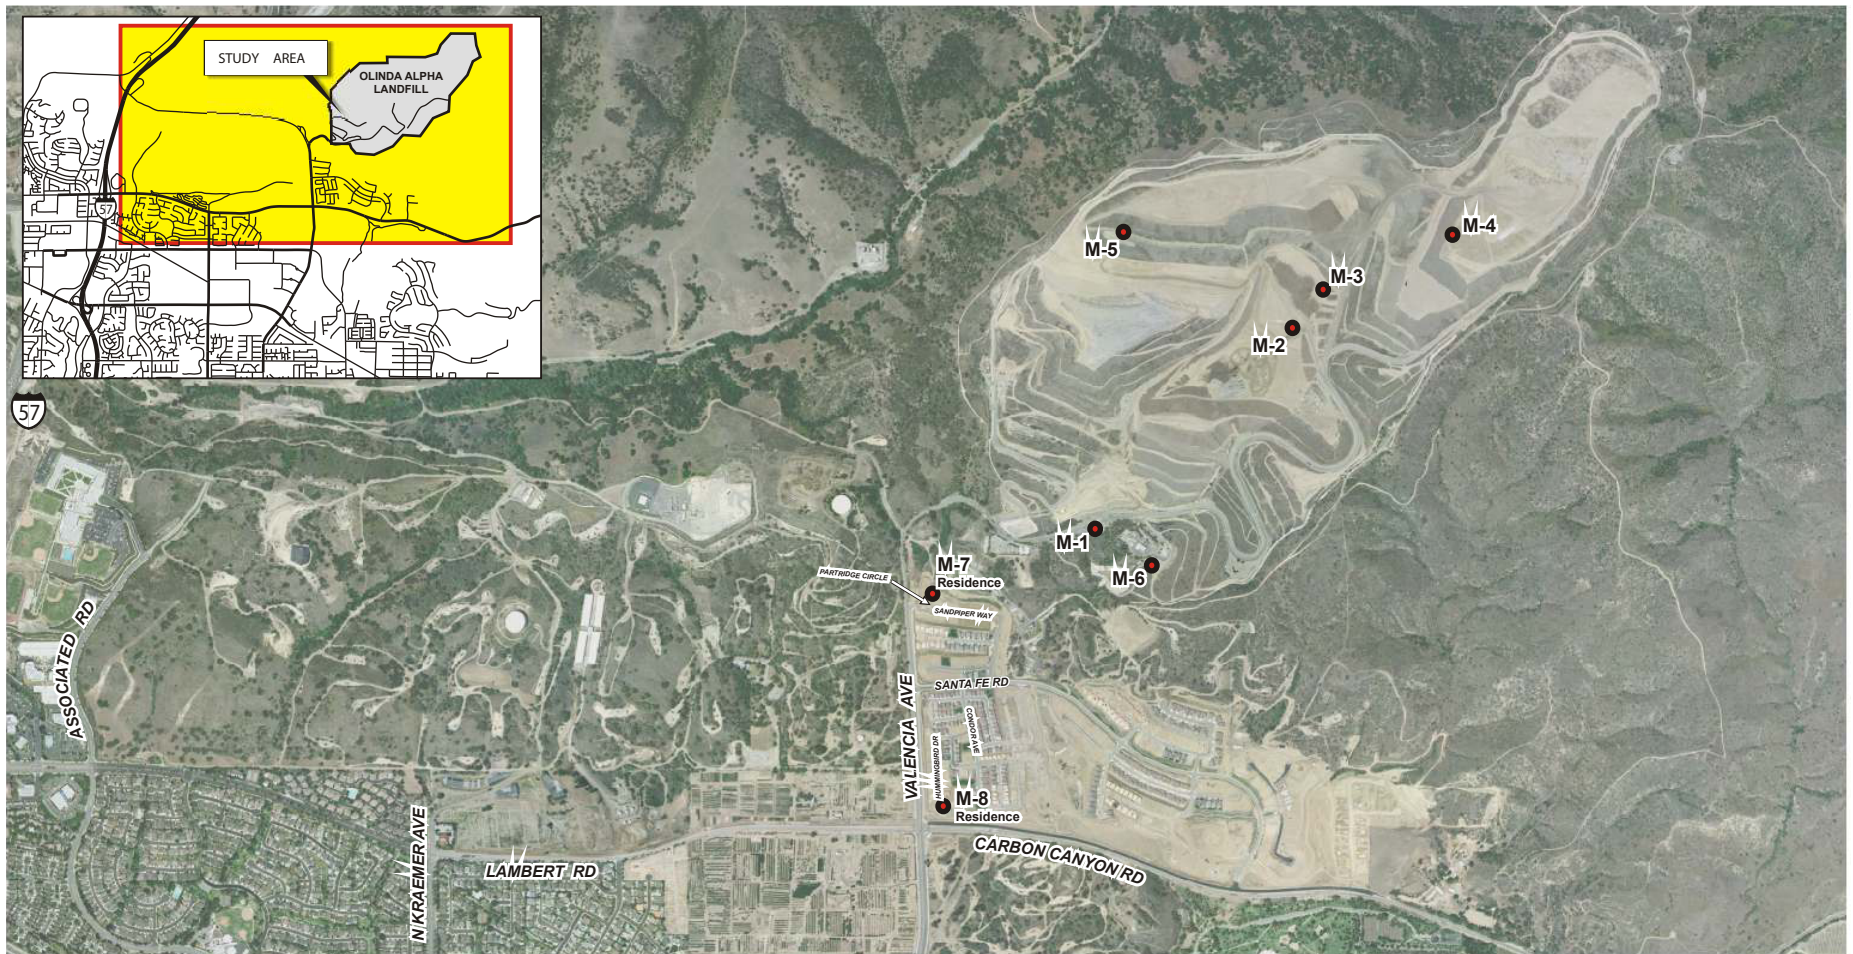 STUDY AREA
OLINDA ALPHA
LANDFILL
57
57
M-5
M-4
M-3
M-2
M-1
M-6
M-7
Residence
PARTRIDGE CIRCLE
SANDPIPER WAY
ASSOCIATED RD
SANTA FE RD
VALENCIA AVE
CONDOR AVE
HUMMINGBIRD DR
M-8
Residence
N KRAEMER AVE
LAMBERT RD
CARBON CANYON RD